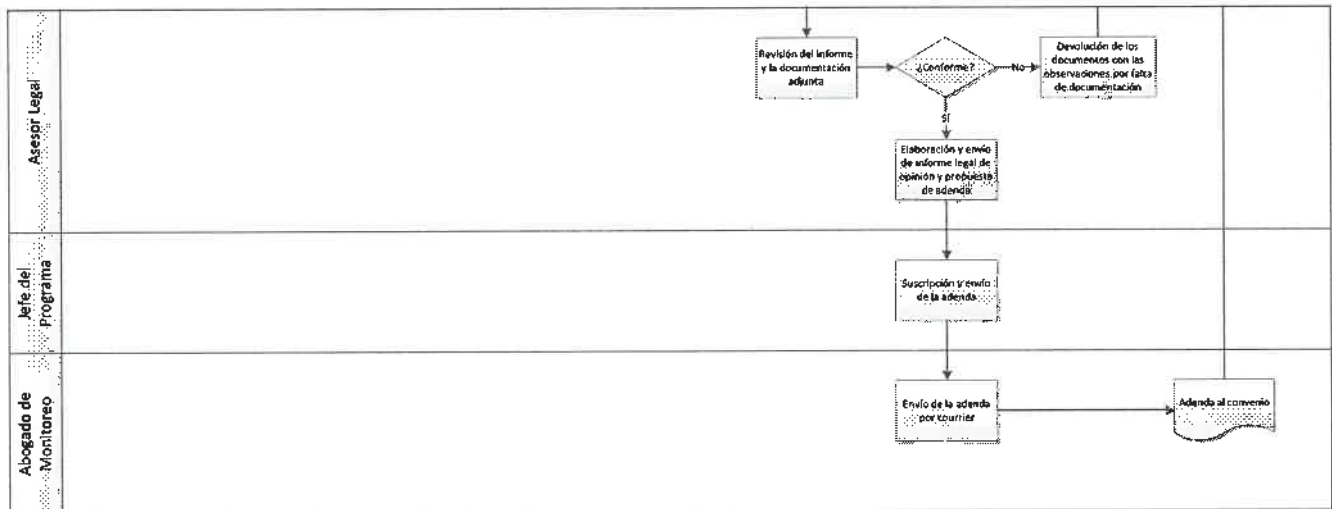 Asesor Legal
Revisión del informe
y la documentación
adjunta
¿Conforme?
No
Devolución de los
documentos con las
observaciones por falta
de documentación
SÍ
Elaboración y envío
de informe legal de
opinión y propuesta
de adenda
Jefe del
Programa
Suscripción y envío
de la adenda
Abogado de
Monitoreo
Envío de la adenda
por courrier
Adenda al convenio